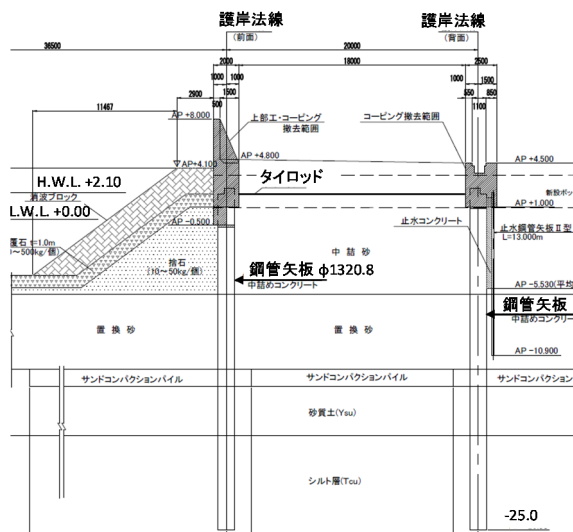 護岸法線
(前面)
護岸法線
(背面)
36500
20000
2000
18000
2500
1000
1000
1000
1500
500
1500
550
850
1100
2900
11467
AP+8.000
上部工・コーピング
撤去範囲
コーピング撤去範囲
AP+4.100
AP+4.800
AP +4.500
H.W.L. +2.10
消波ブロック
タイロッド
L.W.L. +0.00
AP +1.000
AP -0.500
覆石 t=1.0m
捨石
(10～50kg/個)
中 詰 砂
止水コンクリート
止水鋼管矢板Ⅱ型
L=13.000m
鋼管矢板 φ1320.8
中詰めコンクリート
AP -5.530(平均
鋼管矢板
中詰めコンクリート
置 換 砂
置 換 砂
AP -10.900
サンドコンパクションパイル
サンドコンパクションパイル
サンドコンパクション
砂質土(Ysu)
シルト層(Tcu)
-25.0